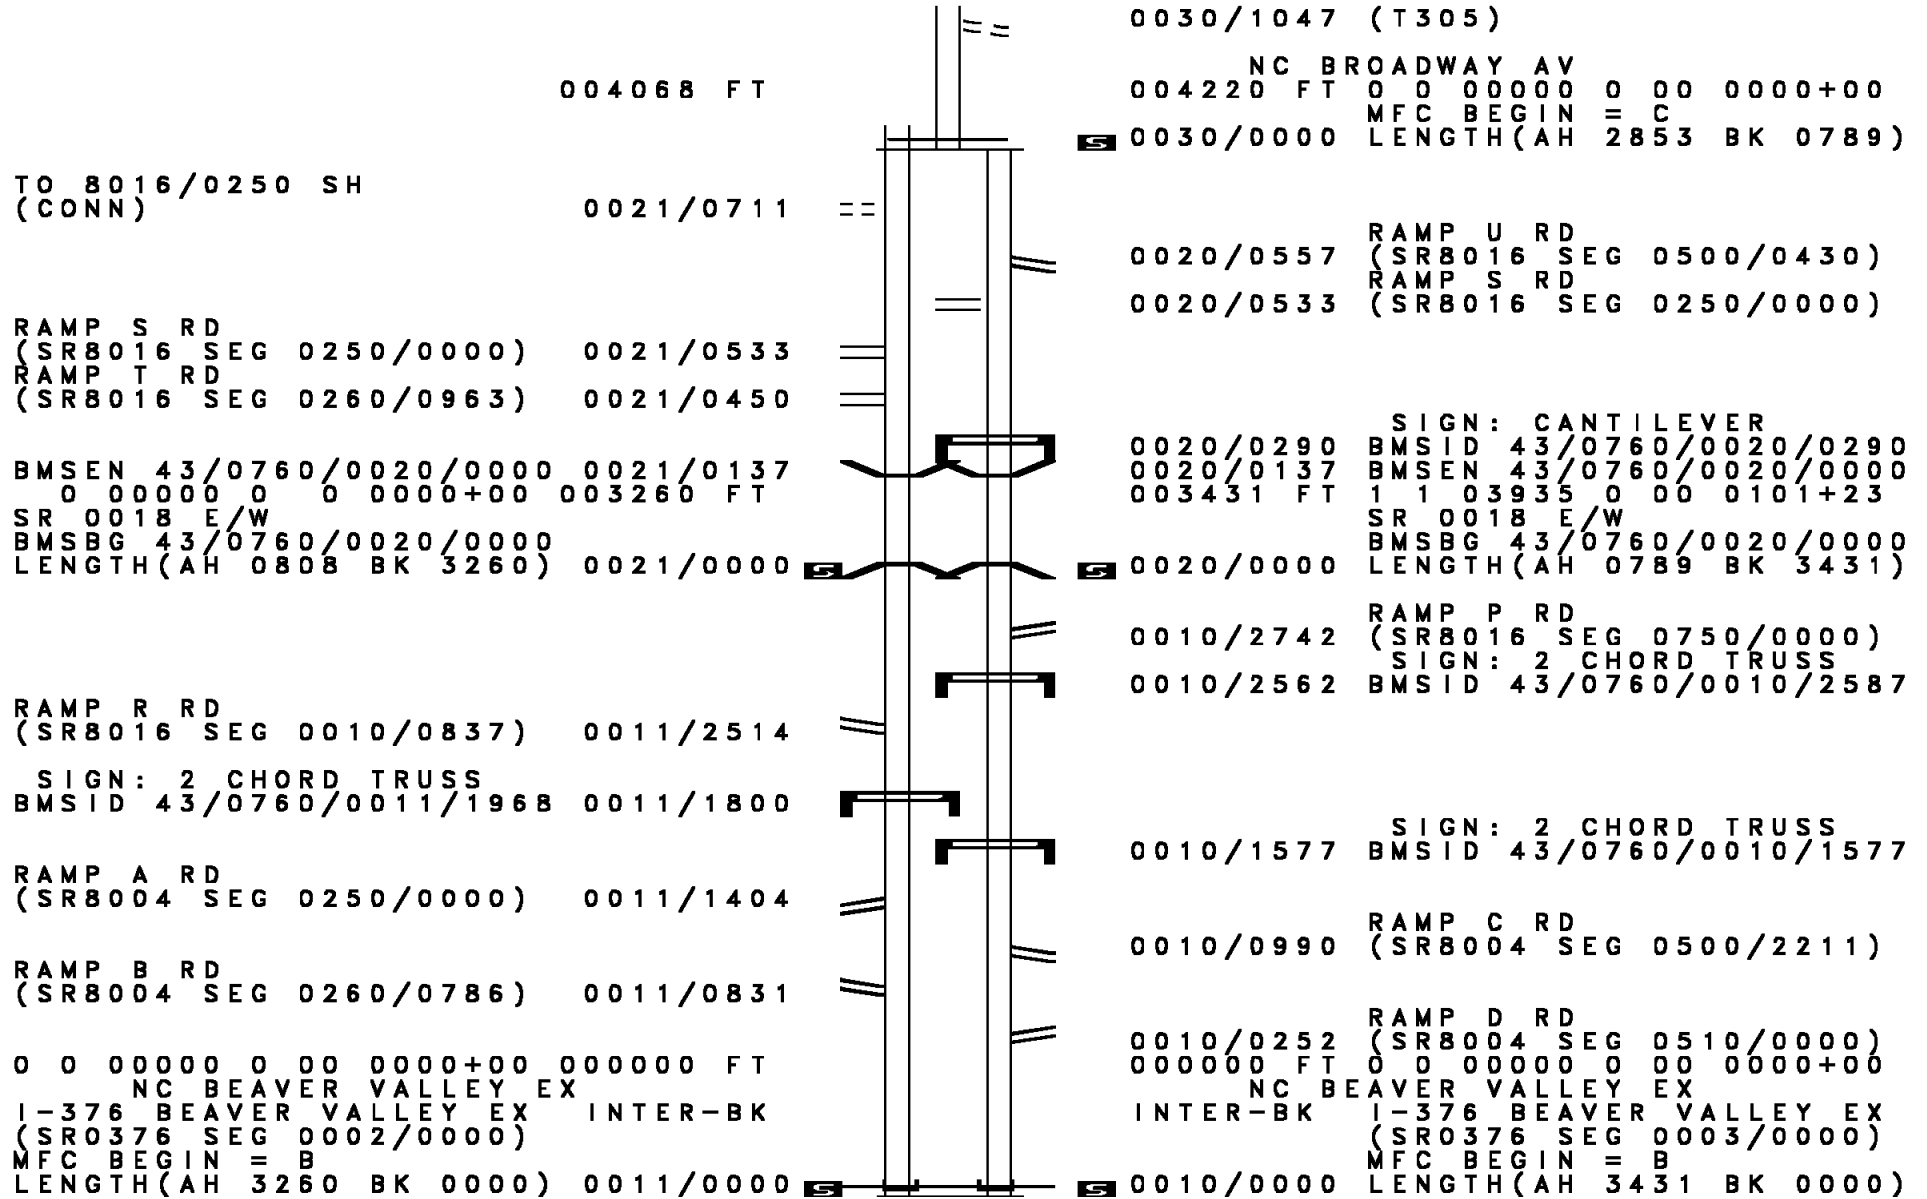 0030/1047 (T305)
NC BROADWAY AV
004068 FT
004220 FT 0 0 00000 0 00 0000+00
MFC BEGIN = C
S 0030/0000 LENGTH(AH 2853 BK 0789)
TO 8016/0250 SH
(CONN) 0021/0711
RAMP U RD
0020/0557 (SR8016 SEG 0500/0430)
RAMP S RD
0020/0533 (SR8016 SEG 0250/0000)
RAMP S RD
(SR8016 SEG 0250/0000) 0021/0533
RAMP T RD
(SR8016 SEG 0260/0963) 0021/0450
SIGN: CANTILEVER
0020/0290 BMSID 43/0760/0020/0290
BMSEN 43/0760/0020/0000 0021/0137
0020/0137 BMSEN 43/0760/0020/0000
0 00000 0 0 0000+00 003260 FT
003431 FT 1 1 03935 0 00 0101+23
SR 0018 E/W
SR 0018 E/W
BMSBG 43/0760/0020/0000
BMSBG 43/0760/0020/0000
LENGTH(AH 0808 BK 3260) 0021/0000 S
S 0020/0000 LENGTH(AH 0789 BK 3431)
RAMP P RD
0010/2742 (SR8016 SEG 0750/0000)
SIGN: 2 CHORD TRUSS
0010/2562 BMSID 43/0760/0010/2587
RAMP R RD
(SR8016 SEG 0010/0837) 0011/2514
SIGN: 2 CHORD TRUSS
BMSID 43/0760/0011/1968 0011/1800
SIGN: 2 CHORD TRUSS
0010/1577 BMSID 43/0760/0010/1577
RAMP A RD
(SR8004 SEG 0250/0000) 0011/1404
RAMP C RD
0010/0990 (SR8004 SEG 0500/2211)
RAMP B RD
(SR8004 SEG 0260/0786) 0011/0831
RAMP D RD
0010/0252 (SR8004 SEG 0510/0000)
0 0 00000 0 00 0000+00 000000 FT
000000 FT 0 0 00000 0 00 0000+00
NC BEAVER VALLEY EX
NC BEAVER VALLEY EX
I-376 BEAVER VALLEY EX INTER-BK
INTER-BK I-376 BEAVER VALLEY EX
(SR0376 SEG 0002/0000)
(SR0376 SEG 0003/0000)
MFC BEGIN = B
MFC BEGIN = B
LENGTH(AH 3260 BK 0000) 0011/0000 S
S 0010/0000 LENGTH(AH 3431 BK 0000)